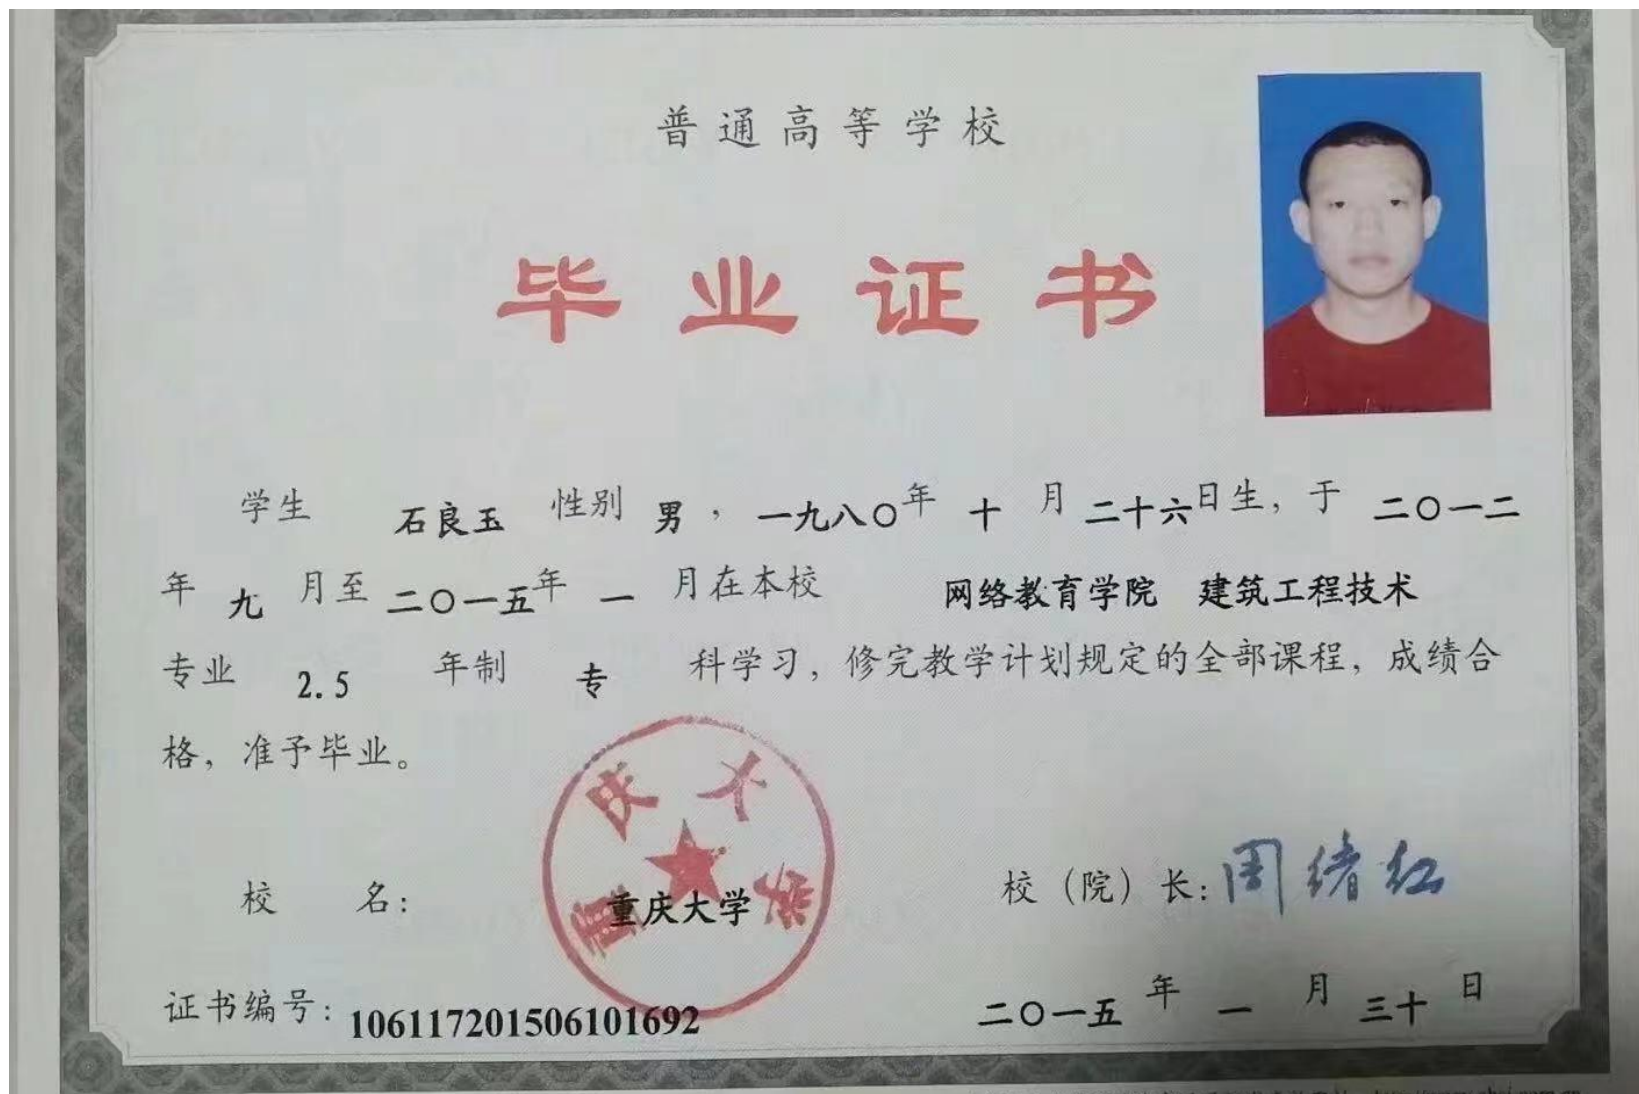 普通高等学校
毕业证书
学生 石良玉 性别 男，一九八〇年 十 月 二十六日生，于 二〇一二
年 九 月至 二〇一五年 一 月在本校 网络教育学院 建筑工程技术
专业 2.5 年制 专 科学习，修完教学计划规定的全部课程，成绩合
格，准予毕业。
重庆大学
校 名： 重庆大学 校（院）长：周绪红
证书编号：106117201506101692 二〇一五 年 一 月 三十 日